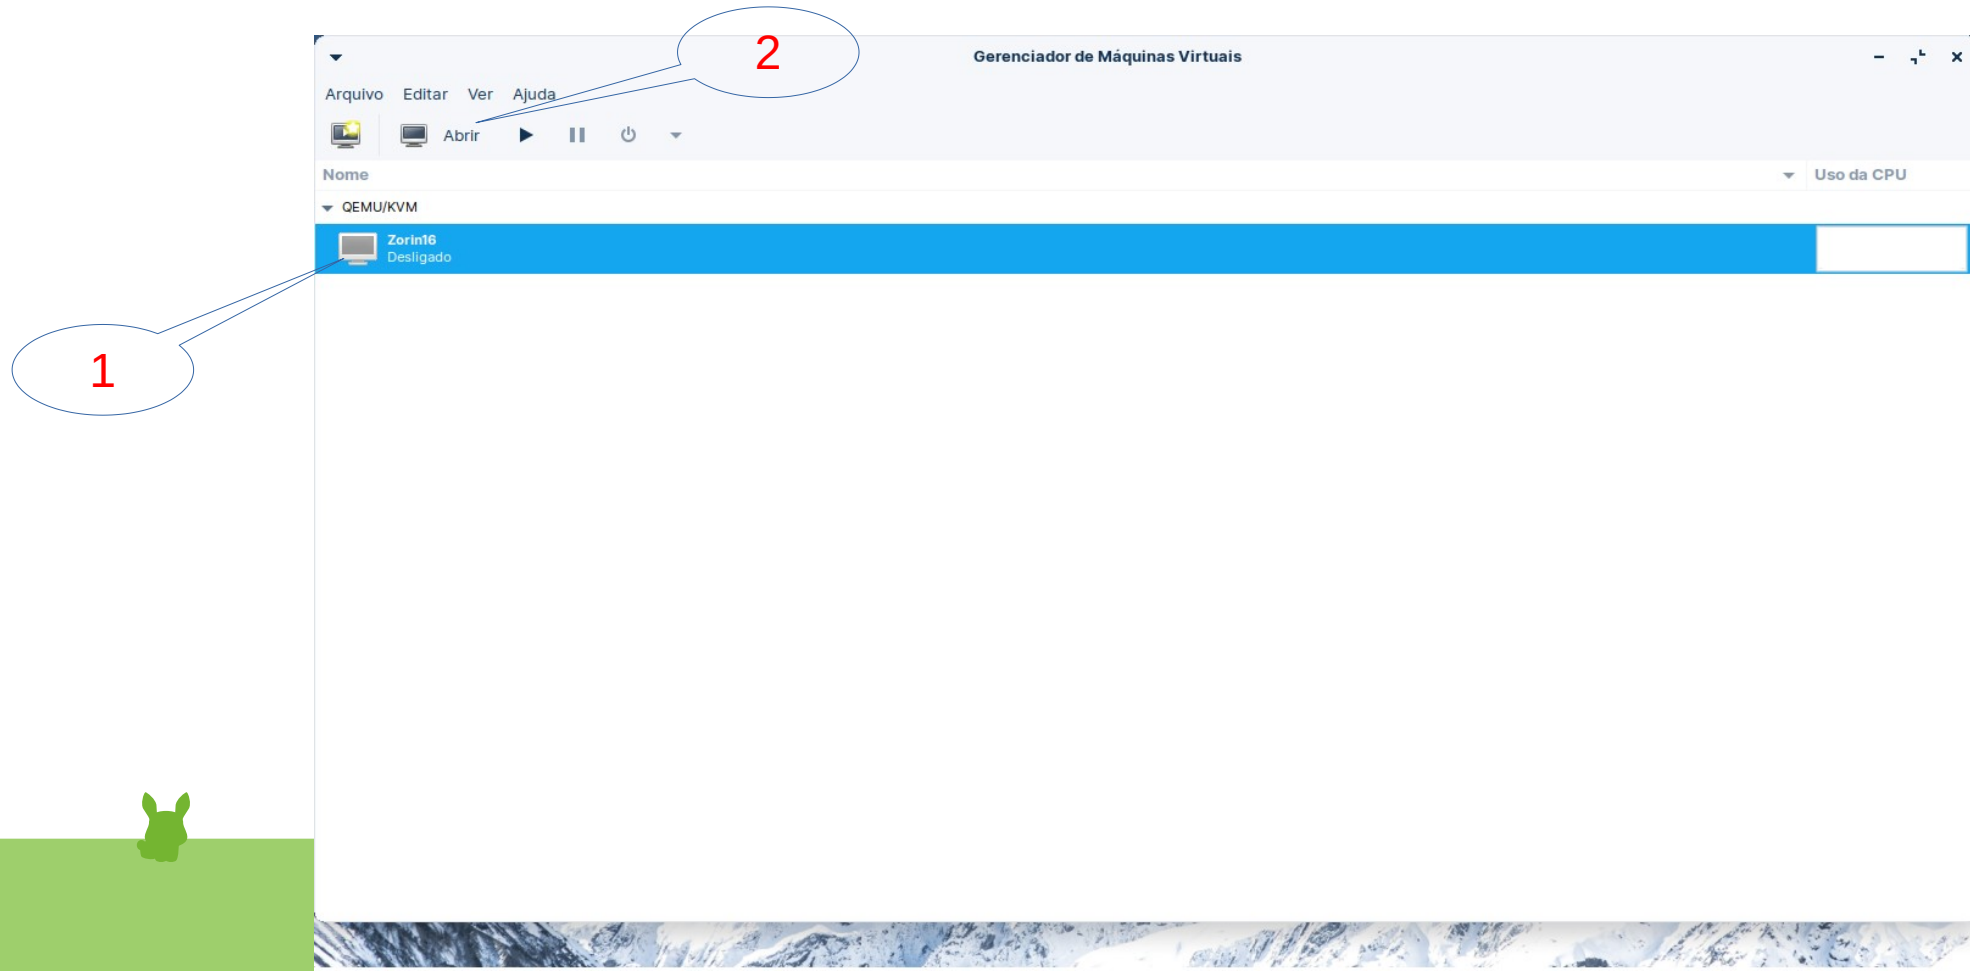 2
Gerenciador de Máquinas Virtuais
Arquivo Editar Ver Ajuda
Abrir
Nome Uso da CPU
QEMU/KVM
Zorin16
Desligado
1